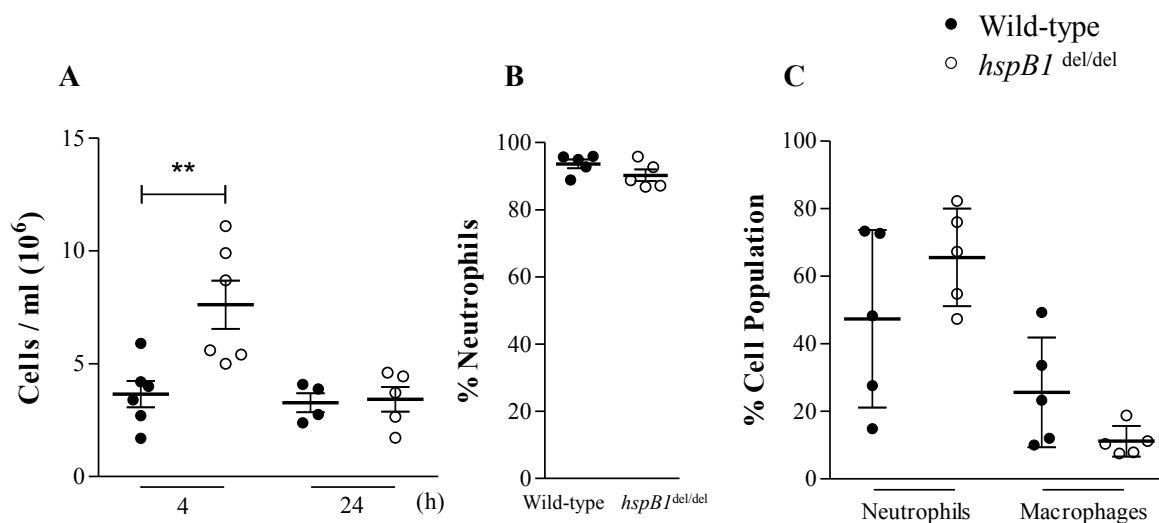 Wild-type
hspB1 del/del
A
B
C
15
10
5
0
Cells / ml (10⁶)
**
4
24
(h)
100
80
60
40
20
0
% Neutrophils
Wild-type
hspB1del/del
100
80
60
40
20
0
% Cell Population
Neutrophils
Macrophages